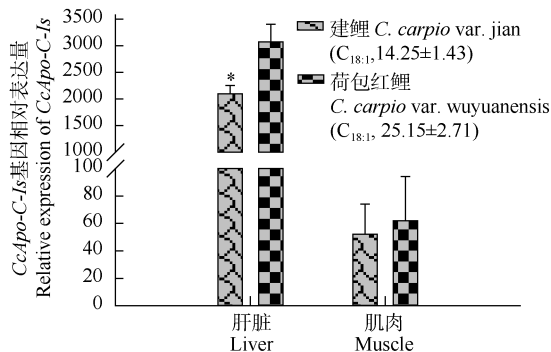 CcApo-C-Is基因相对表达量
Relative expression of CcApo-C-Is
3500
3000
2500
2000
1500
1000
100
80
60
40
20
0
*
建鲤 C. carpio var. jian
(C18:1,14.25±1.43)
荷包红鲤
C. carpio var. wuyuanensis
(C18:1, 25.15±2.71)
肝脏
Liver
肌肉
Muscle